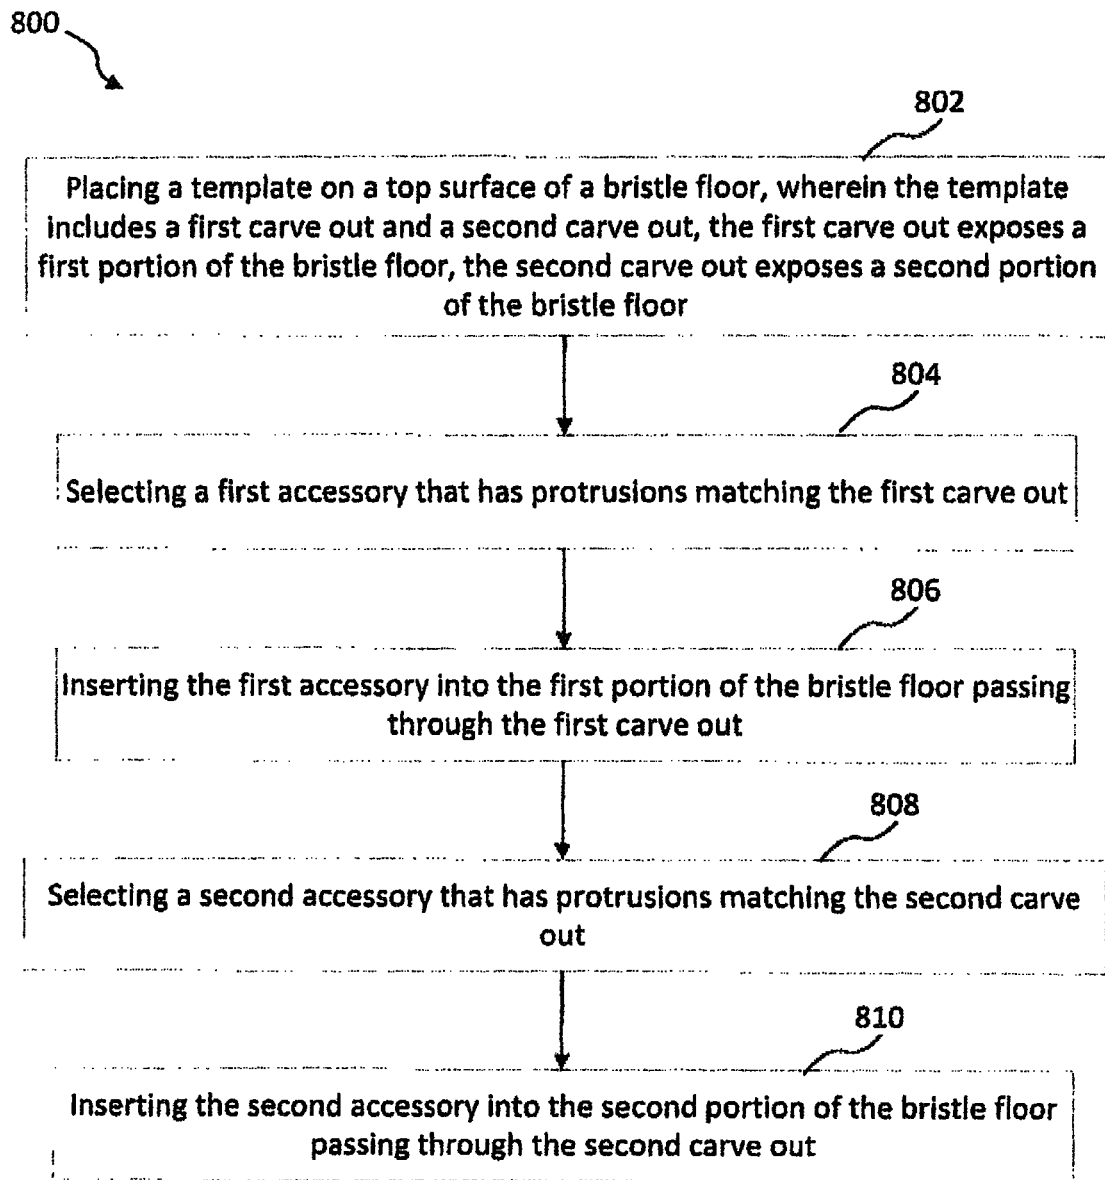 800
802
Placing a template on a top surface of a bristle floor, wherein the template
includes a first carve out and a second carve out, the first carve out exposes a
first portion of the bristle floor, the second carve out exposes a second portion
of the bristle floor
804
Selecting a first accessory that has protrusions matching the first carve out
806
Inserting the first accessory into the first portion of the bristle floor passing
through the first carve out
808
Selecting a second accessory that has protrusions matching the second carve
out
810
Inserting the second accessory into the second portion of the bristle floor
passing through the second carve out